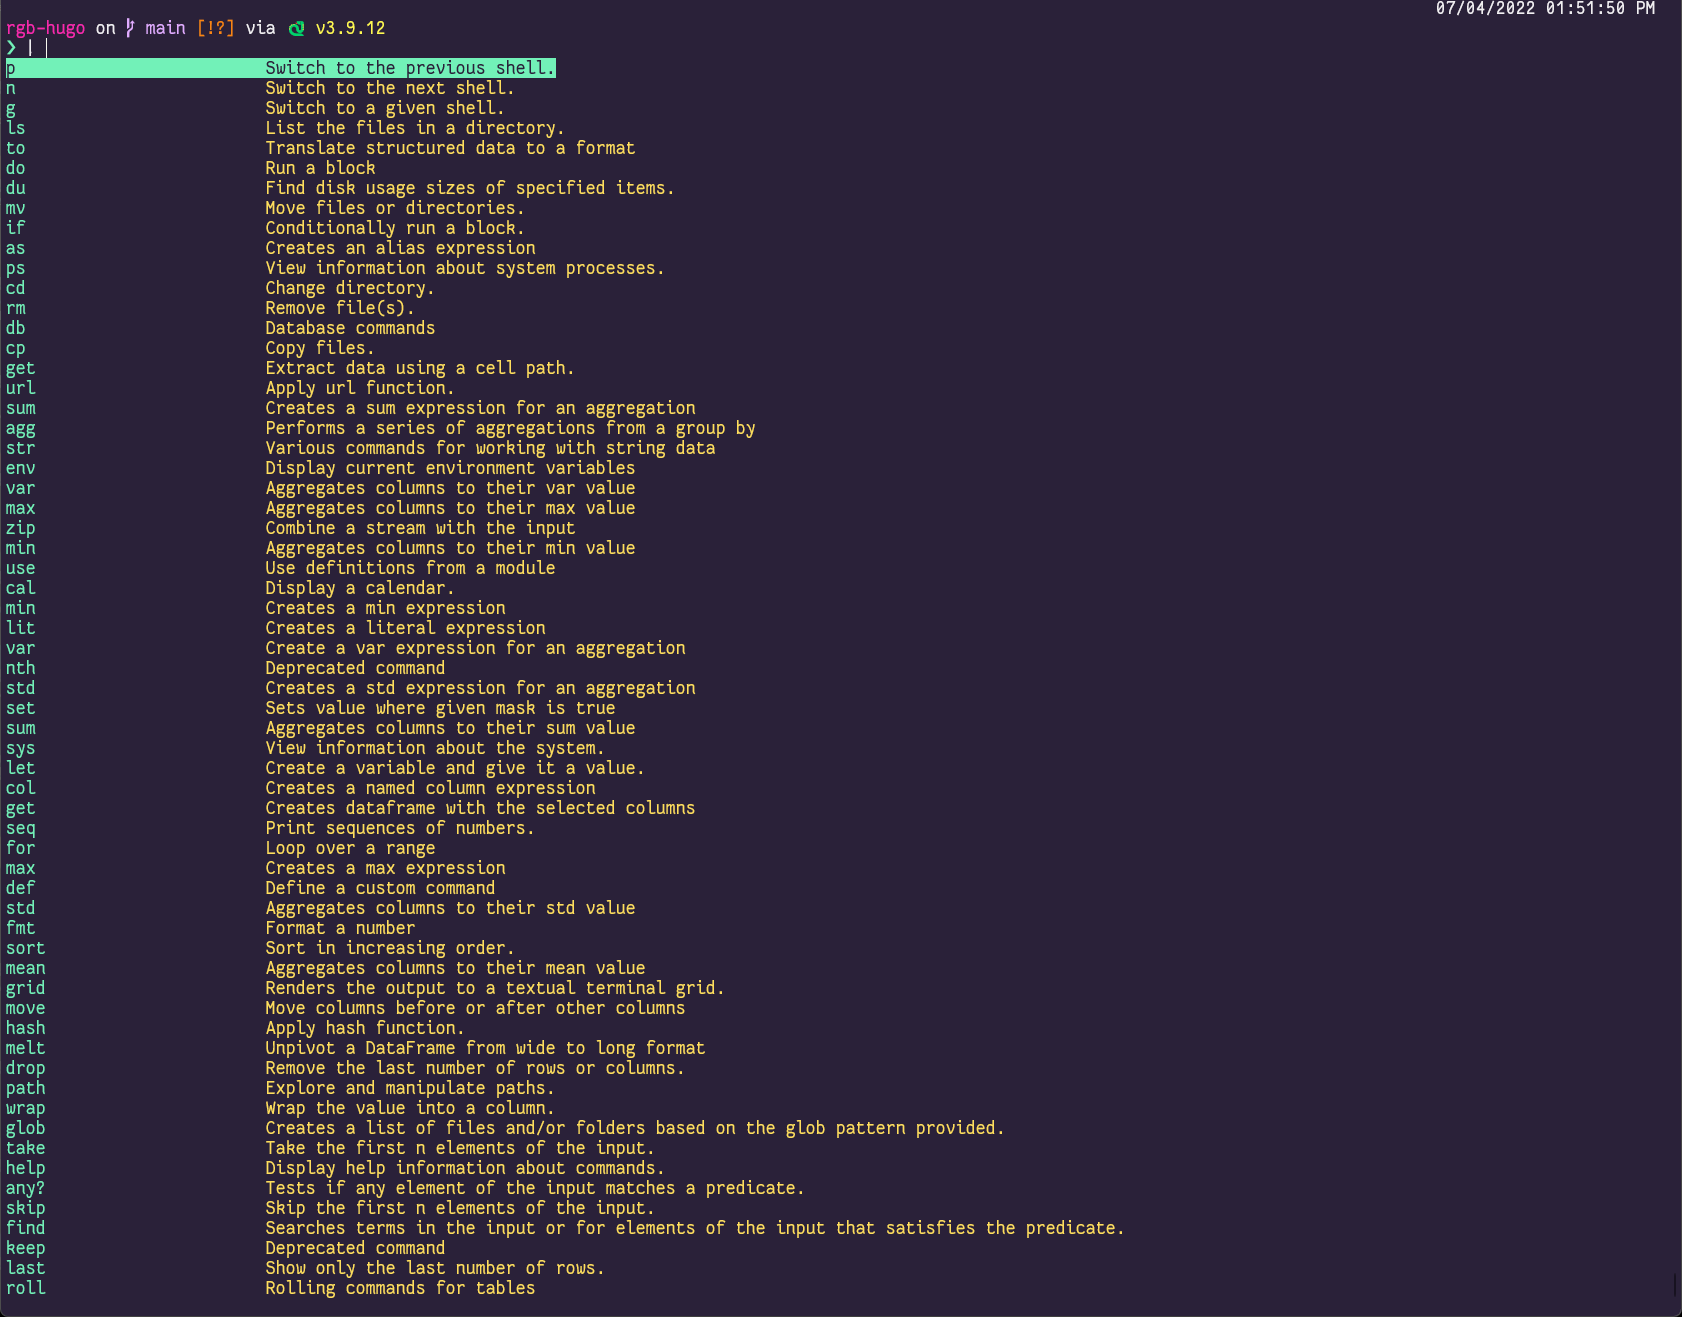 07/04/2022 01:51:50 PM
rgb-hugo on main [!?] via v3.9.12
❯ |
p Switch to the previous shell.
n Switch to the next shell.
g Switch to a given shell.
ls List the files in a directory.
to Translate structured data to a format
do Run a block
du Find disk usage sizes of specified items.
mv Move files or directories.
if Conditionally run a block.
as Creates an alias expression
ps View information about system processes.
cd Change directory.
rm Remove file(s).
db Database commands
cp Copy files.
get Extract data using a cell path.
url Apply url function.
sum Creates a sum expression for an aggregation
agg Performs a series of aggregations from a group by
str Various commands for working with string data
env Display current environment variables
var Aggregates columns to their var value
max Aggregates columns to their max value
zip Combine a stream with the input
min Aggregates columns to their min value
use Use definitions from a module
cal Display a calendar.
min Creates a min expression
lit Creates a literal expression
var Create a var expression for an aggregation
nth Deprecated command
std Creates a std expression for an aggregation
set Sets value where given mask is true
sum Aggregates columns to their sum value
sys View information about the system.
let Create a variable and give it a value.
col Creates a named column expression
get Creates dataframe with the selected columns
seq Print sequences of numbers.
for Loop over a range
max Creates a max expression
def Define a custom command
std Aggregates columns to their std value
fmt Format a number
sort Sort in increasing order.
mean Aggregates columns to their mean value
grid Renders the output to a textual terminal grid.
move Move columns before or after other columns
hash Apply hash function.
melt Unpivot a DataFrame from wide to long format
drop Remove the last number of rows or columns.
path Explore and manipulate paths.
wrap Wrap the value into a column.
glob Creates a list of files and/or folders based on the glob pattern provided.
take Take the first n elements of the input.
help Display help information about commands.
any? Tests if any element of the input matches a predicate.
skip Skip the first n elements of the input.
find Searches terms in the input or for elements of the input that satisfies the predicate.
keep Deprecated command
last Show only the last number of rows.
roll Rolling commands for tables